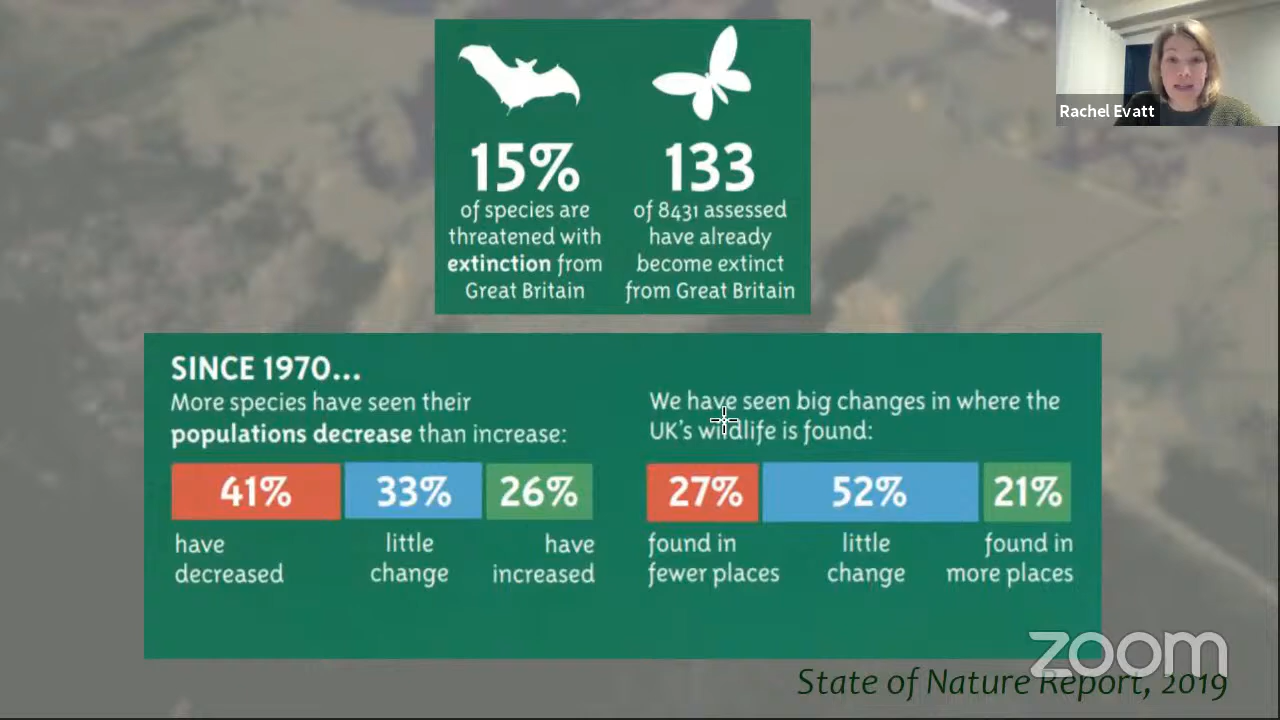 15%
of species are
threatened with
extinction from
Great Britain
133
of 8431 assessed
have already
become extinct
from Great Britain
Rachel Evatt
SINCE 1970...
More species have seen their
populations decrease than increase:
41%
33%
26%
have
decreased
little
change
have
increased
We have seen big changes in where the
UK's wildlife is found:
27%
52%
21%
found in
fewer places
little
change
found in
more places
zoom
State of Nature Report, 2019